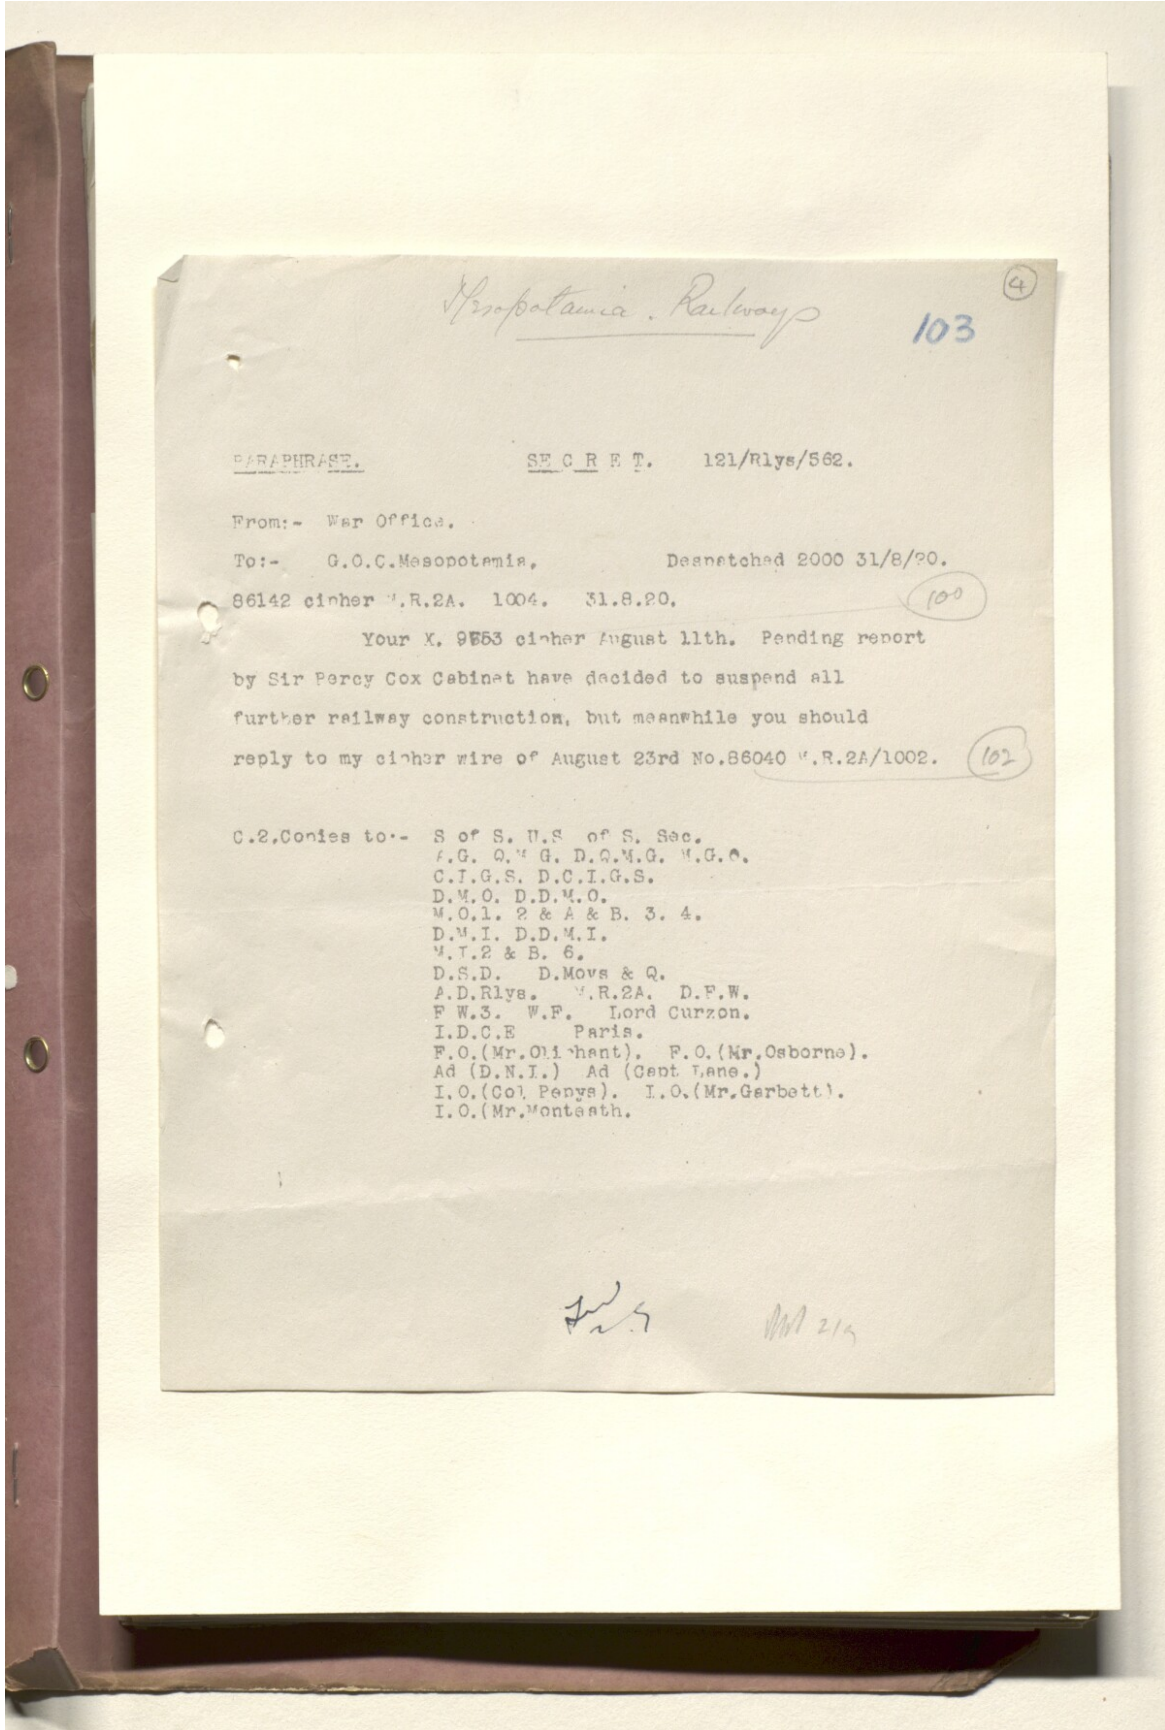 4
Mesopotamia. Railways
103
PARAPHRASE. SECRET. 121/Rlys/562.
From:- War Office.
To:- G.O.C.Mesopotamia. Despatched 2000 31/8/20.
86142 cipher M.R.2A. 1004. 31.8.20.
100
Your X. cipher August 11th. Pending report
by Sir Percy Cox Cabinet have decided to suspend all
further railway construction, but meanwhile you should
reply to my cipher wire of August 23rd No.86040 M.R.2A/1002.
102
C.2.Copies to:- S of S. U.S of S. Sec.
A.G. Q.M G. D.Q.M.G. M.G.O.
C.I.G.S. D.C.I.G.S.
D.M.O. D.D.M.O.
M.O.1. 2 & A & B. 3. 4.
D.M.I. D.D.M.I.
M.I.2 & B. 6.
D.S.D. D.Movs & Q.
A.D.Rlys. M.R.2A. D.F.W.
F W.3. W.F. Lord Curzon.
I.D.C.E Paris.
F.O.(Mr.Oliphant). F.O.(Mr.Osborne).
Ad (D.N.I.) Ad (Capt Lane.)
I.O.(Col Penys). I.O.(Mr.Garbett).
I.O.(Mr.Monteath.
2/9